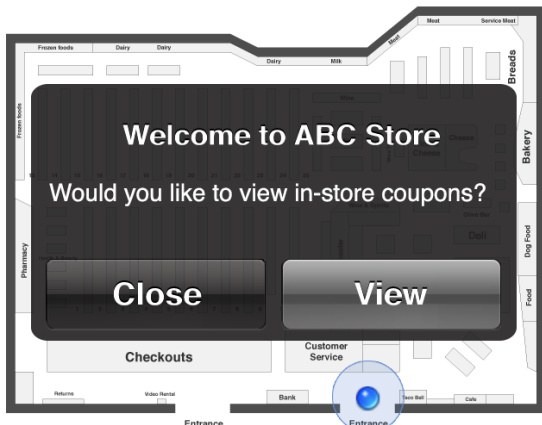 Meat
Service Meat
Frozen foods
Dairy
Dairy
Meat
Dairy
Milk
Breads
Frozen foods
Welcome to ABC Store
Bakery
Cheese
Cheese
Would you like to view in-store coupons?
Deli
Dog Food
Pharmacy
Close
View
Food
Checkouts
Customer
Service
Returns
Video Rental
Bank
Taco Bell
Cafe
Entrance
Entrance